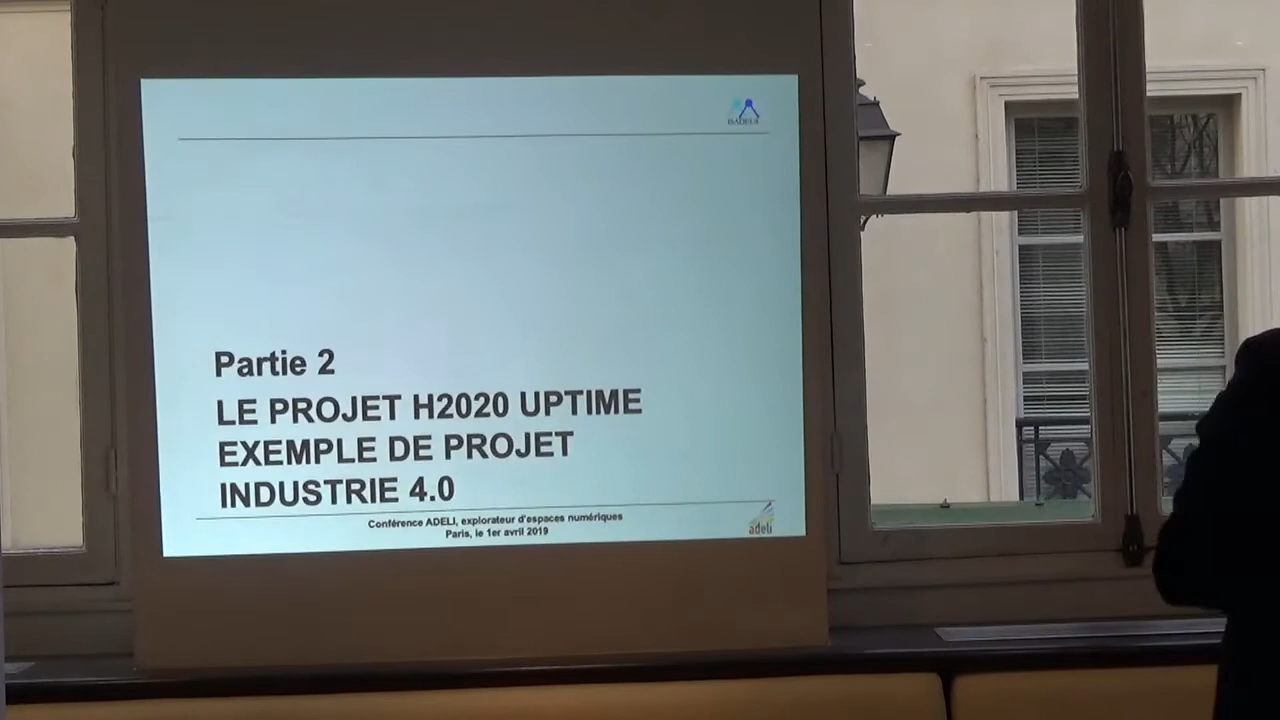 Partie 2
LE PROJET H2020 UPTIME
EXEMPLE DE PROJET
INDUSTRIE 4.0
Conférence ADELI, explorateur d'espaces numériques
Paris, le 1er avril 2019
adeli